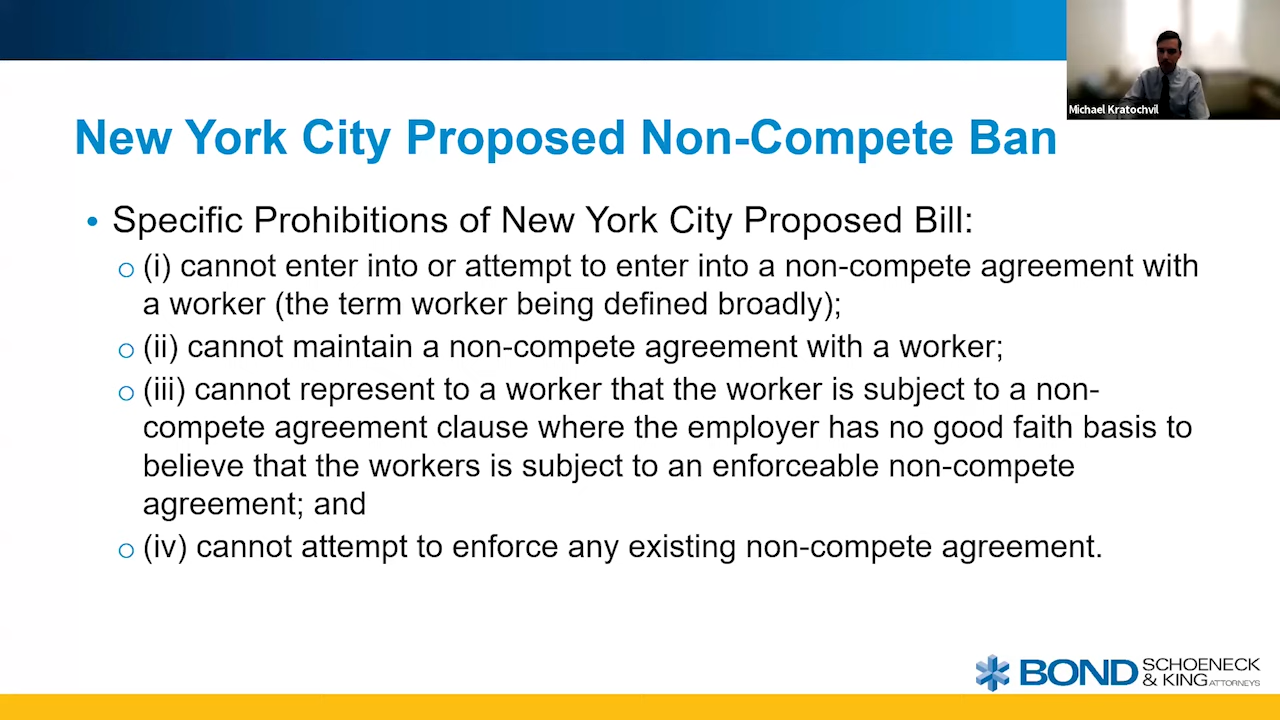 Michael Kratochvil
New York City Proposed Non-Compete Ban
• Specific Prohibitions of New York City Proposed Bill:
o (i) cannot enter into or attempt to enter into a non-compete agreement with
a worker (the term worker being defined broadly);
o (ii) cannot maintain a non-compete agreement with a worker;
o (iii) cannot represent to a worker that the worker is subject to a non-
compete agreement clause where the employer has no good faith basis to
believe that the workers is subject to an enforceable non-compete
agreement; and
o (iv) cannot attempt to enforce any existing non-compete agreement.
BOND SCHOENECK
& KING ATTORNEYS